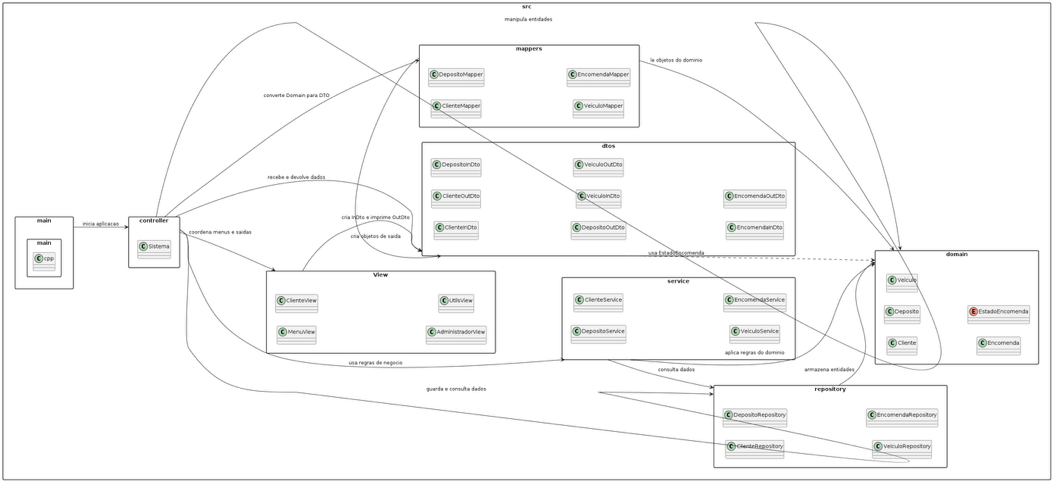 src
manipula entidades
mappers
C DepositoMapper
C EncomendaMapper
C ClienteMapper
C VeiculoMapper
le objetos do dominio
converte Domain para DTO
dtos
C DepositoInDto
C VeiculoOutDto
C ClienteOutDto
C VeiculoInDto
C EncomendaOutDto
C ClienteInDto
C DepositoOutDto
C EncomendaInDto
recebe e devolve dados
cria InDto e imprime OutDto
cria objetos de saida
usa EstadoEncomenda
main
main
C cpp
inicia aplicacao
controller
C Sistema
coordena menus e saidas
View
C ClienteView
C UtilsView
C MenuView
C AdministradorView
service
C ClienteService
C EncomendaService
C DepositoService
C VeiculoService
domain
C Veiculo
C Deposito
E EstadoEncomenda
C Cliente
C Encomenda
aplica regras do dominio
usa regras de negocio
consulta dados
armazena entidades
guarda e consulta dados
repository
C DepositoRepository
C EncomendaRepository
C ClienteRepository
C VeiculoRepository